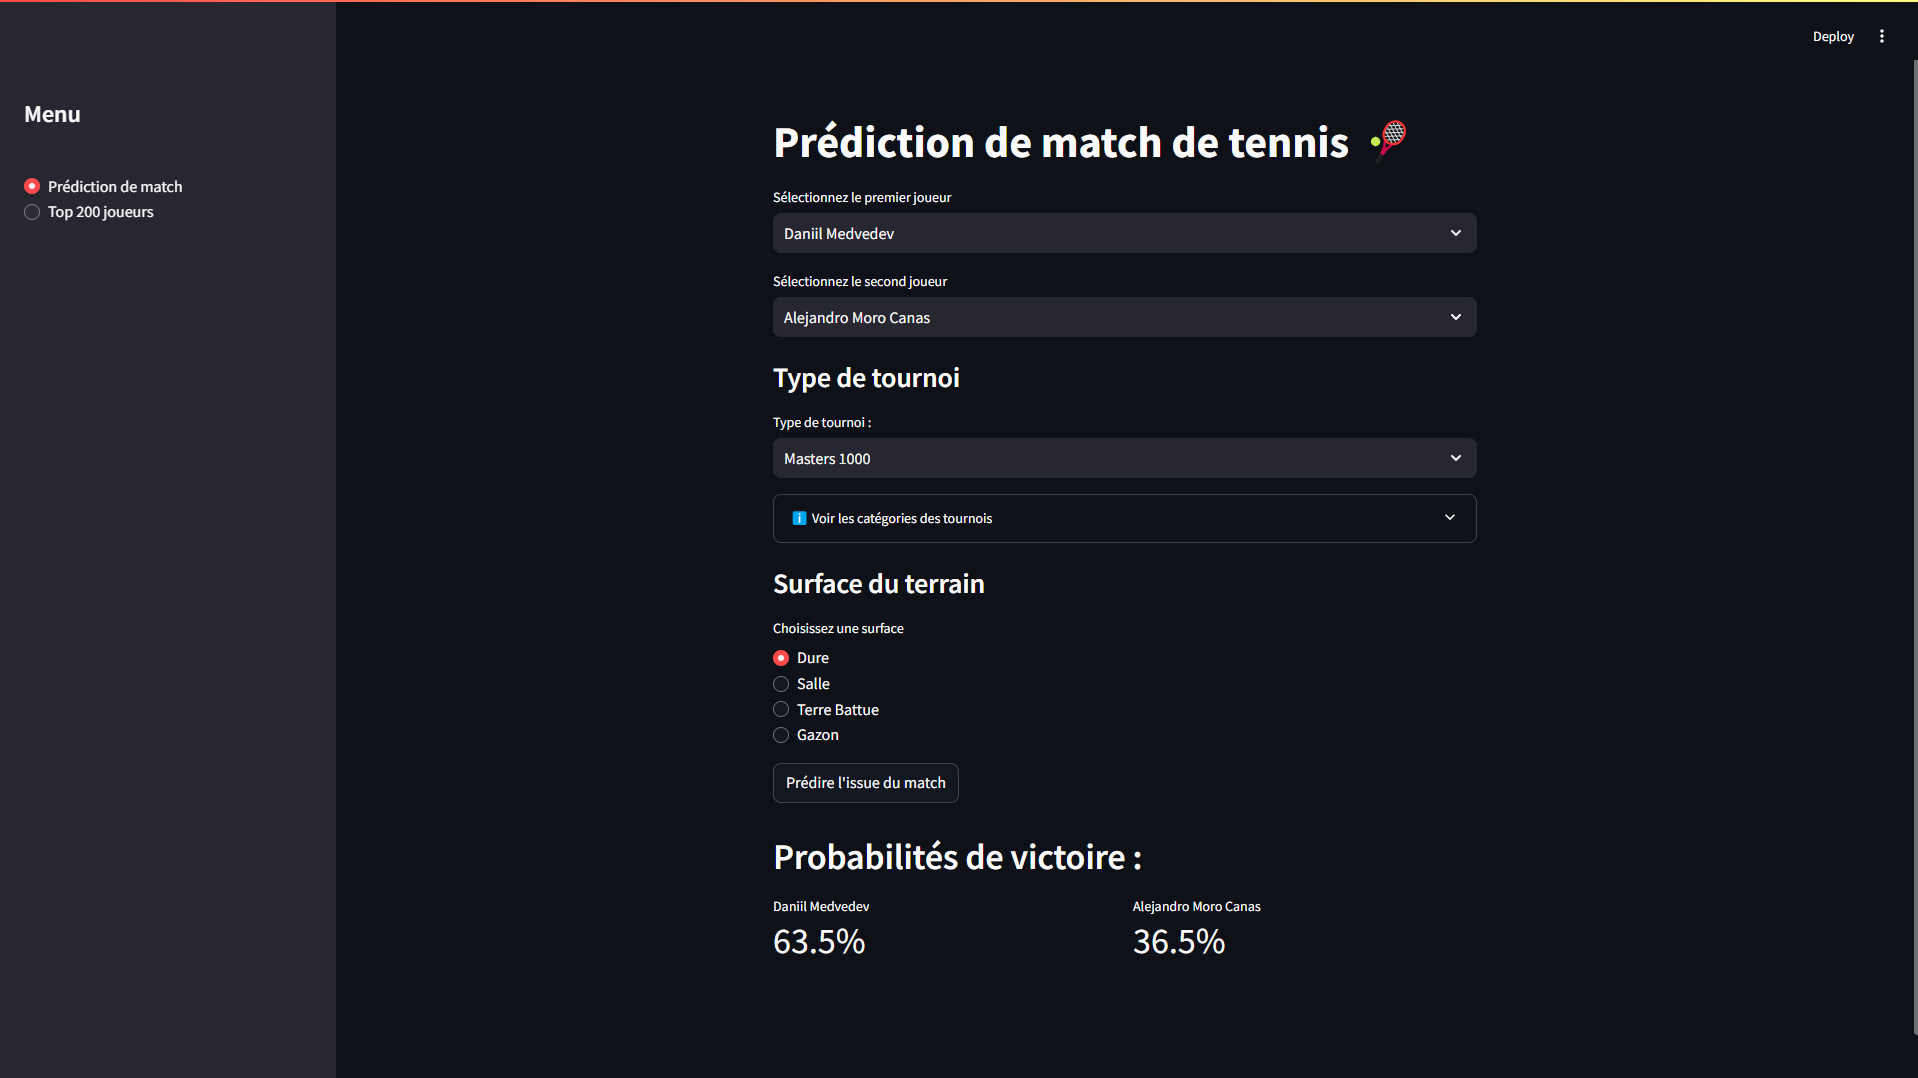 Deploy
Menu
Prédiction de match
Top 200 joueurs
Prédiction de match de tennis
Sélectionnez le premier joueur
Daniil Medvedev
Sélectionnez le second joueur
Alejandro Moro Canas
Type de tournoi
Type de tournoi :
Masters 1000
Voir les catégories des tournois
Surface du terrain
Choisissez une surface
Dure
Salle
Terre Battue
Gazon
Prédire l'issue du match
Probabilités de victoire :
Daniil Medvedev
63.5%
Alejandro Moro Canas
36.5%